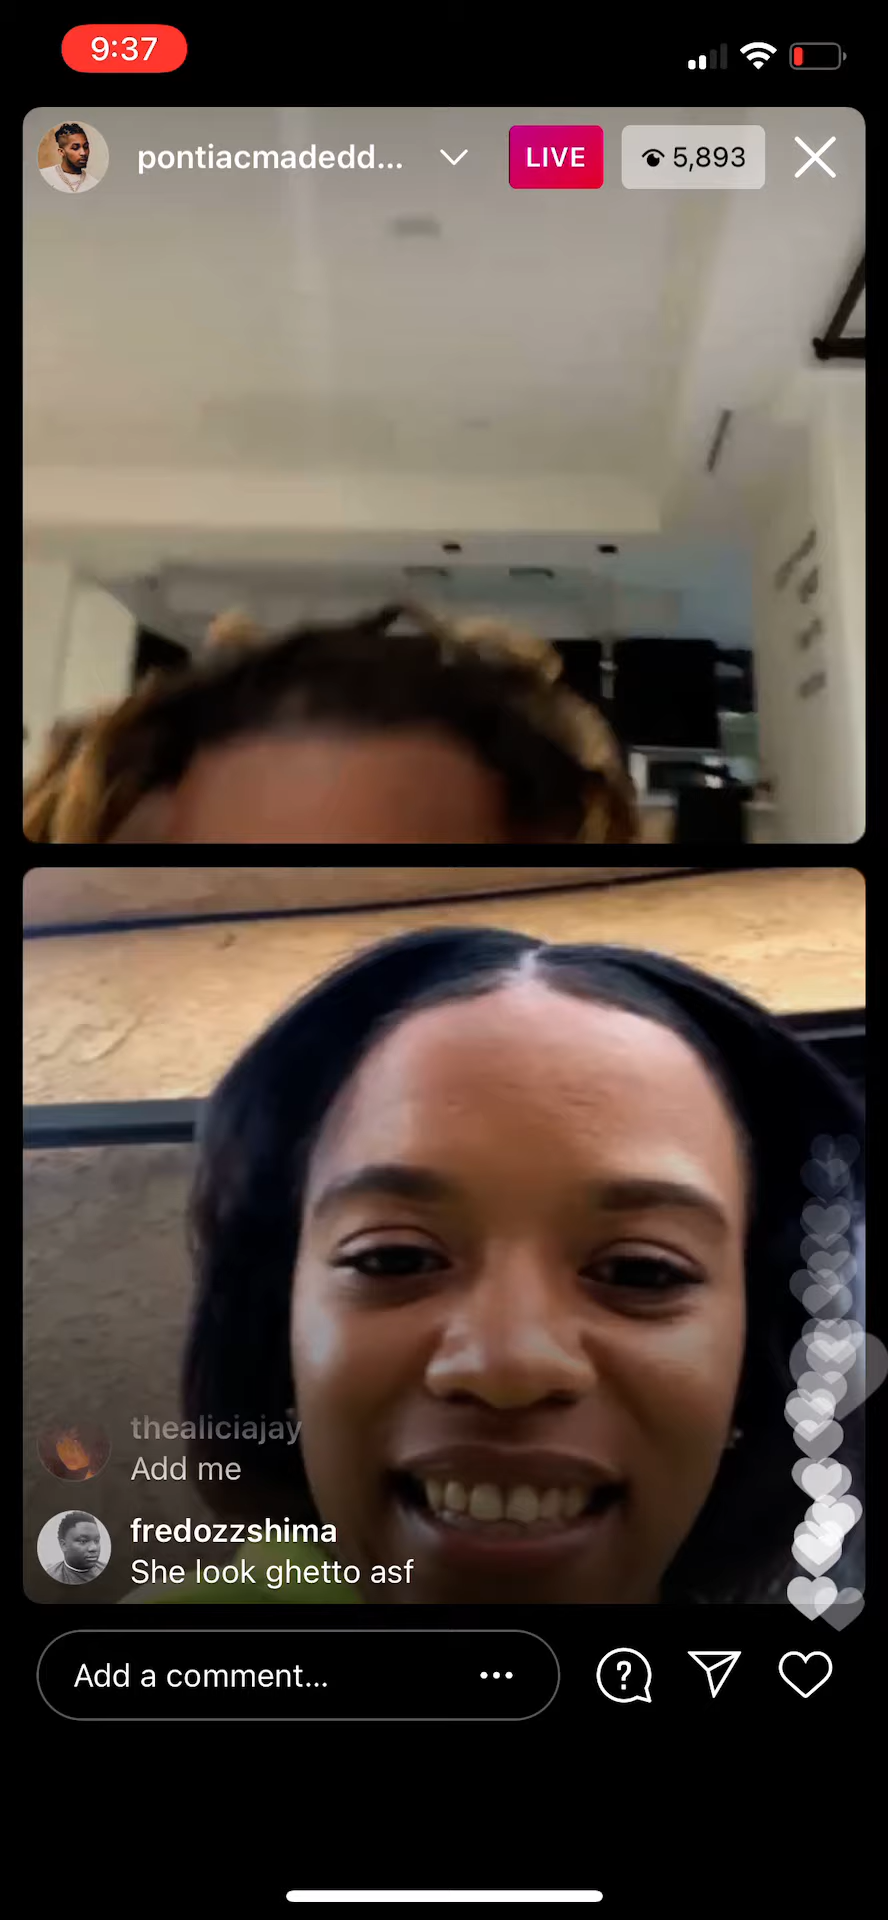 9:37
pontiacmadedd...
LIVE
5,893
thealiciajay
Add me
fredozzshima
She look ghetto asf
Add a comment...